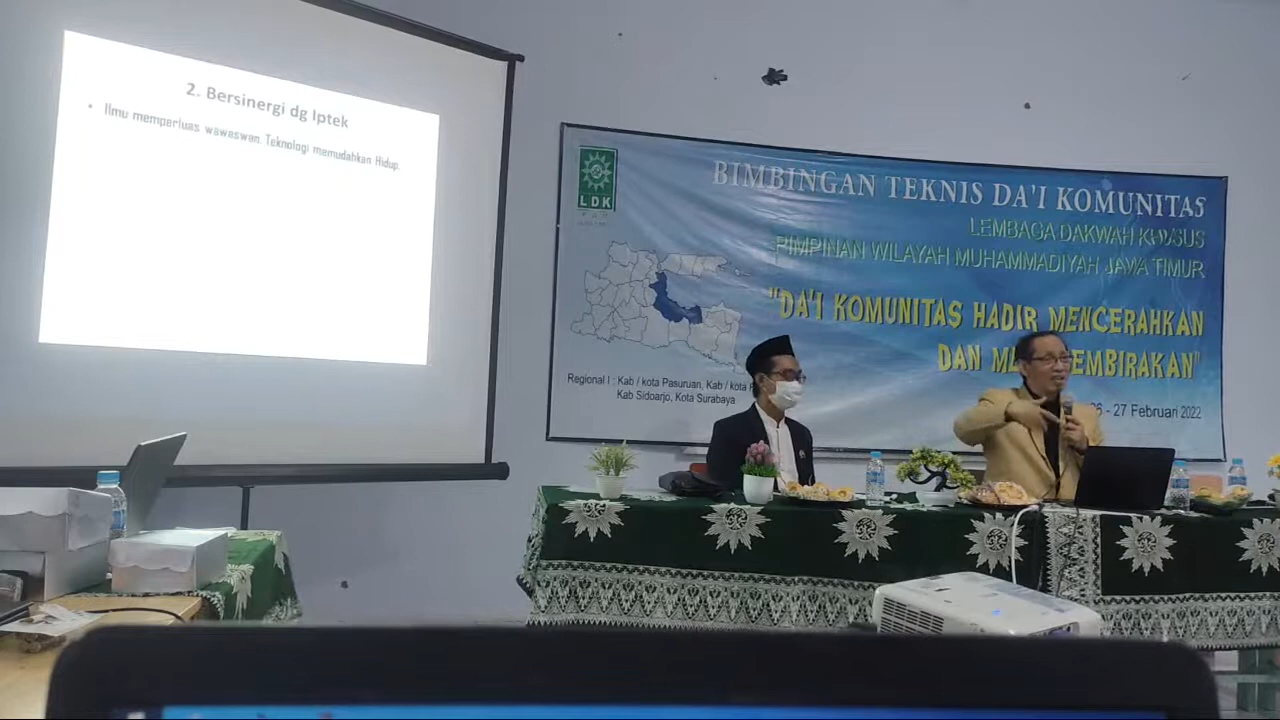 2. Bersinergi dg Iptek
• Ilmu memperluas wawaswan. Teknologi memudahkan Hidup.
LDK
BIMBINGAN TEKNIS DA'I KOMUNITAS
LEMBAGA DAKWAH KHUSUS
PIMPINAN WILAYAH MUHAMMADIYAH JAWA TIMUR
"DA'I KOMUNITAS HADIR MENCERAHKAN
DAN EMBIRAKAN"
Regional I : Kab / kota Pasuruan, Kab / kota
Kab Sidoarjo, Kota Surabaya
- 27 Februari 2022